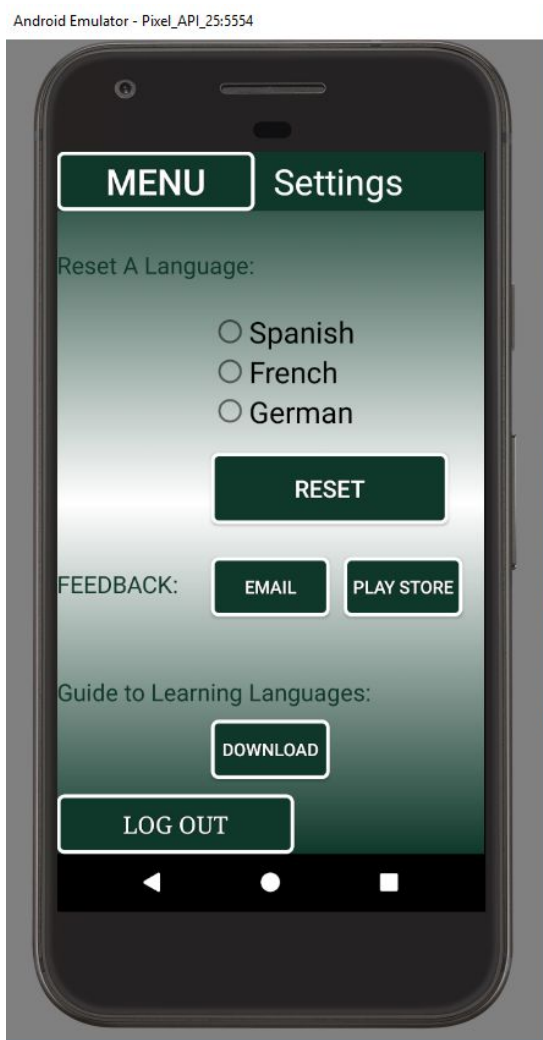 Android Emulator - Pixel_API_25:5554
MENU Settings
Reset A Language:
Spanish
French
German
RESET
FEEDBACK: EMAIL PLAY STORE
Guide to Learning Languages:
DOWNLOAD
LOG OUT